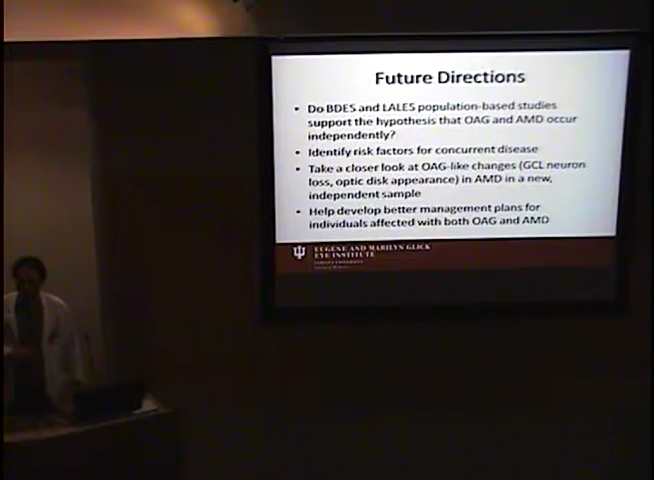 Future Directions
• Do BDES and LALES population-based studies
support the hypothesis that OAG and AMD occur
independently?
• Identify risk factors for concurrent disease
• Take a closer look at OAG-like changes (GCL neuron
loss, optic disk appearance) in AMD in a new,
independent sample
• Help develop better management plans for
individuals affected with both OAG and AMD
EUGENE AND MARILYN GLICK
EYE INSTITUTE
INDIANA UNIVERSITY